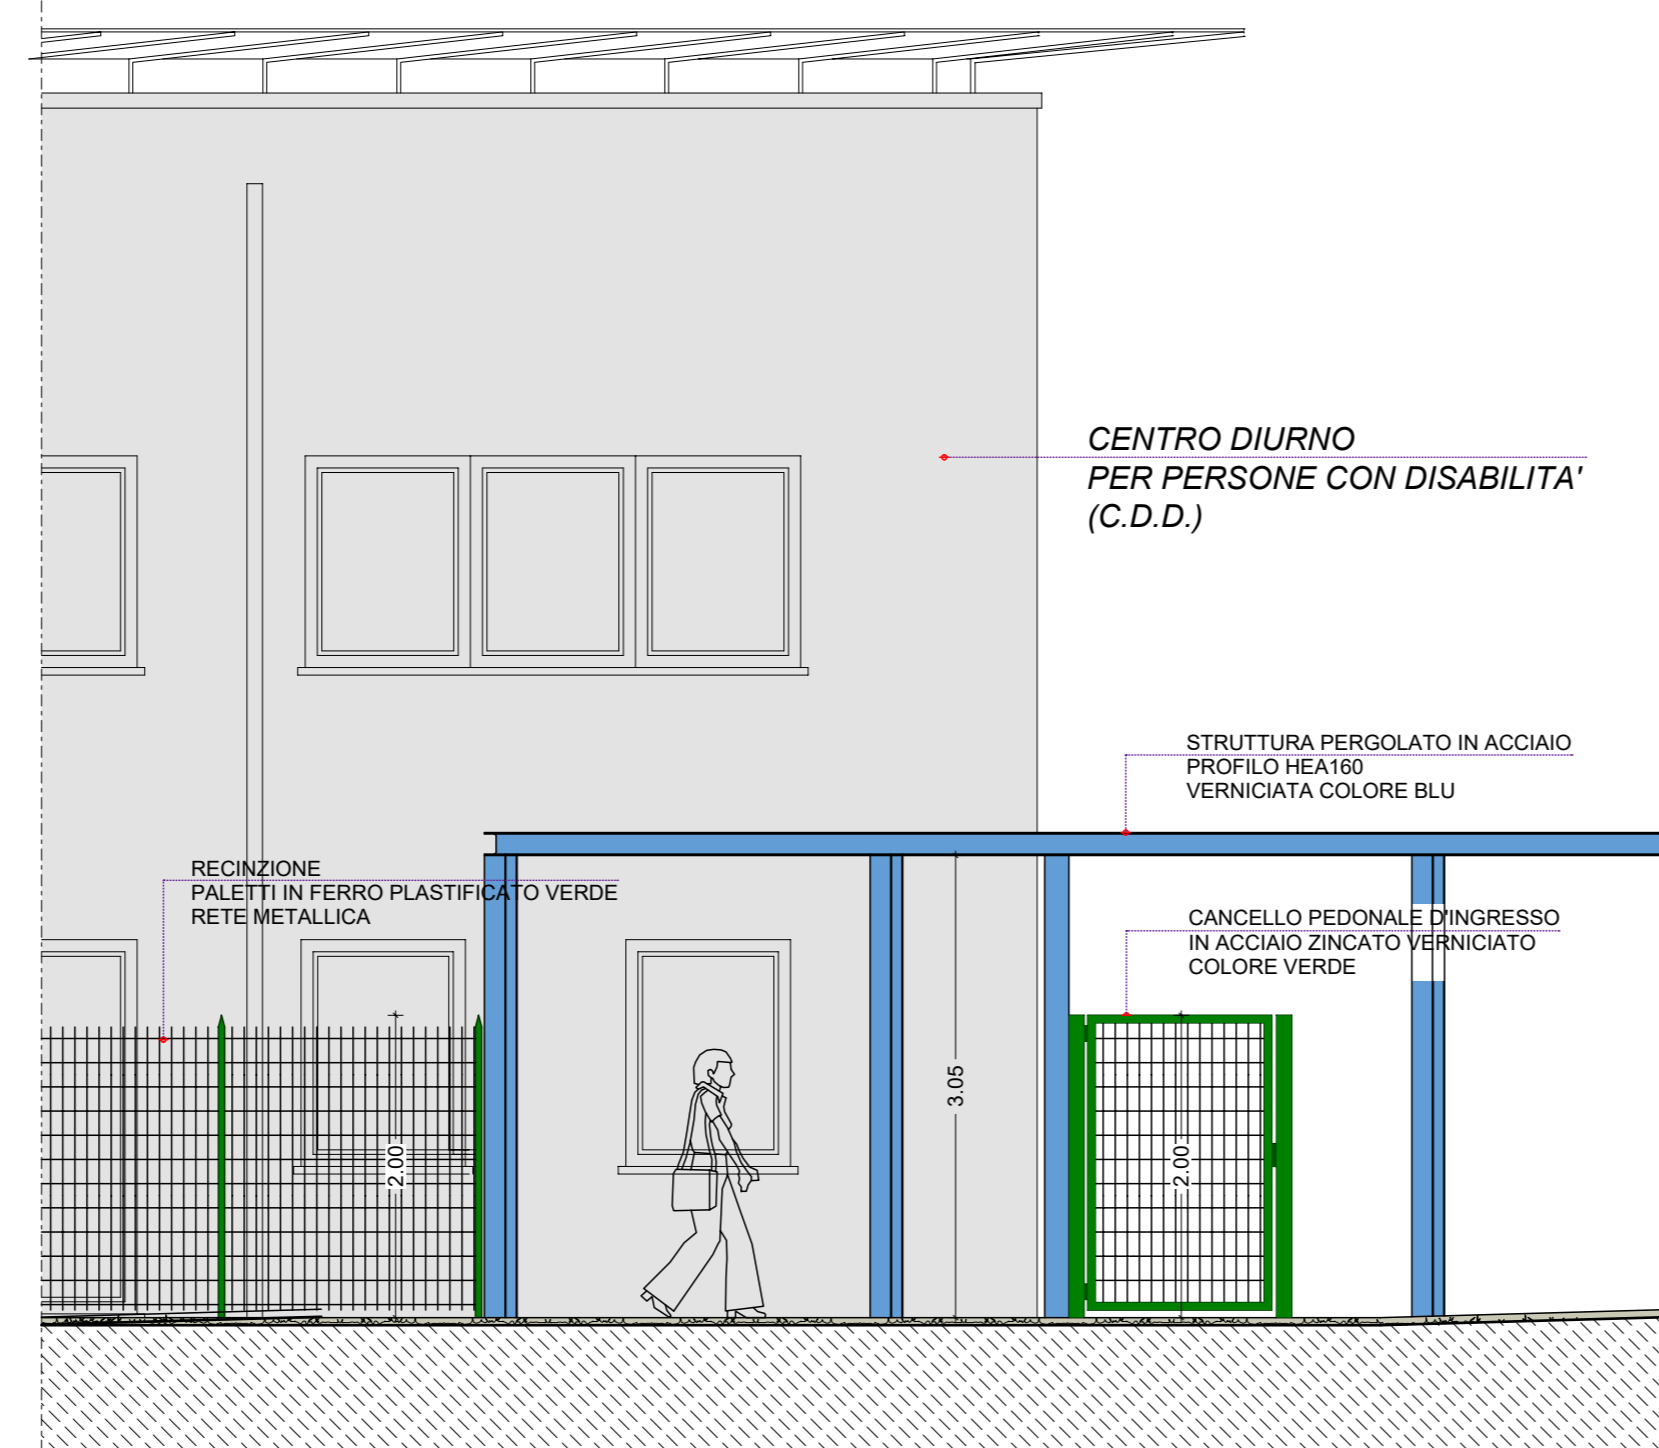 CENTRO DIURNO
PER PERSONE CON DISABILITA'
(C.D.D.)
STRUTTURA PERGOLATO IN ACCIAIO
PROFILO HEA160
VERNICIATA COLORE BLU
RECINZIONE
PALETTI IN FERRO PLASTIFICATO VERDE
RETE METALLICA
CANCELLO PEDONALE D'INGRESSO
IN ACCIAIO ZINCATO VERNICIATO
COLORE VERDE
2.00
3.05
2.00